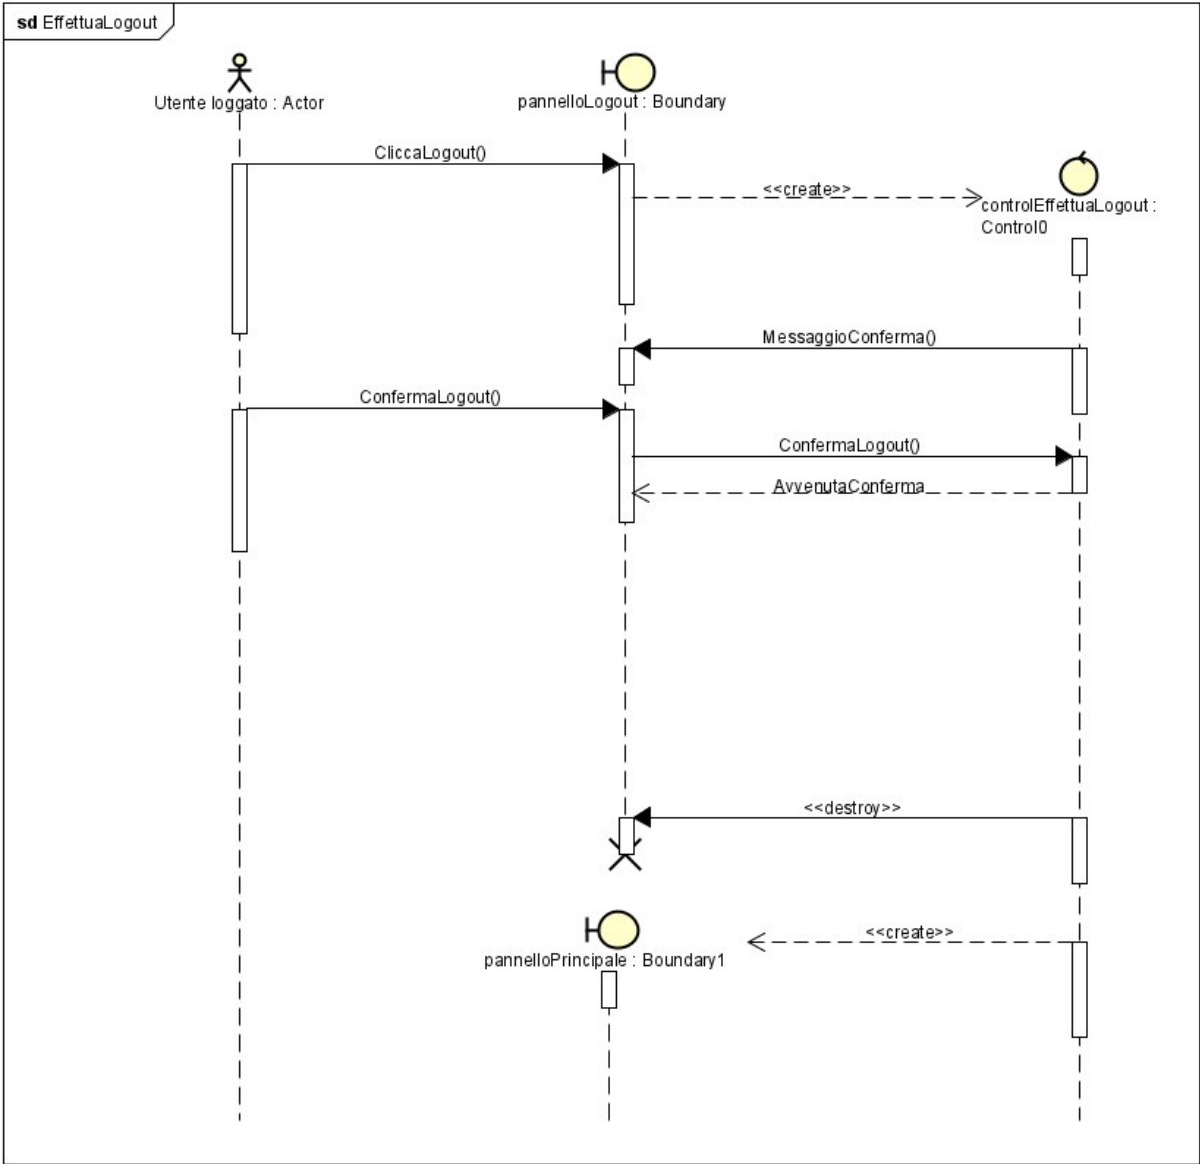 sd EffettuaLogout
Utente loggato : Actor
pannelloLogout : Boundary
CliccaLogout()
<<create>>
controlEffettuaLogout :
Control0
MessaggioConferma()
ConfermaLogout()
ConfermaLogout()
AvvenutaConferma
<<destroy>>
<<create>>
pannelloPrincipale : Boundary1